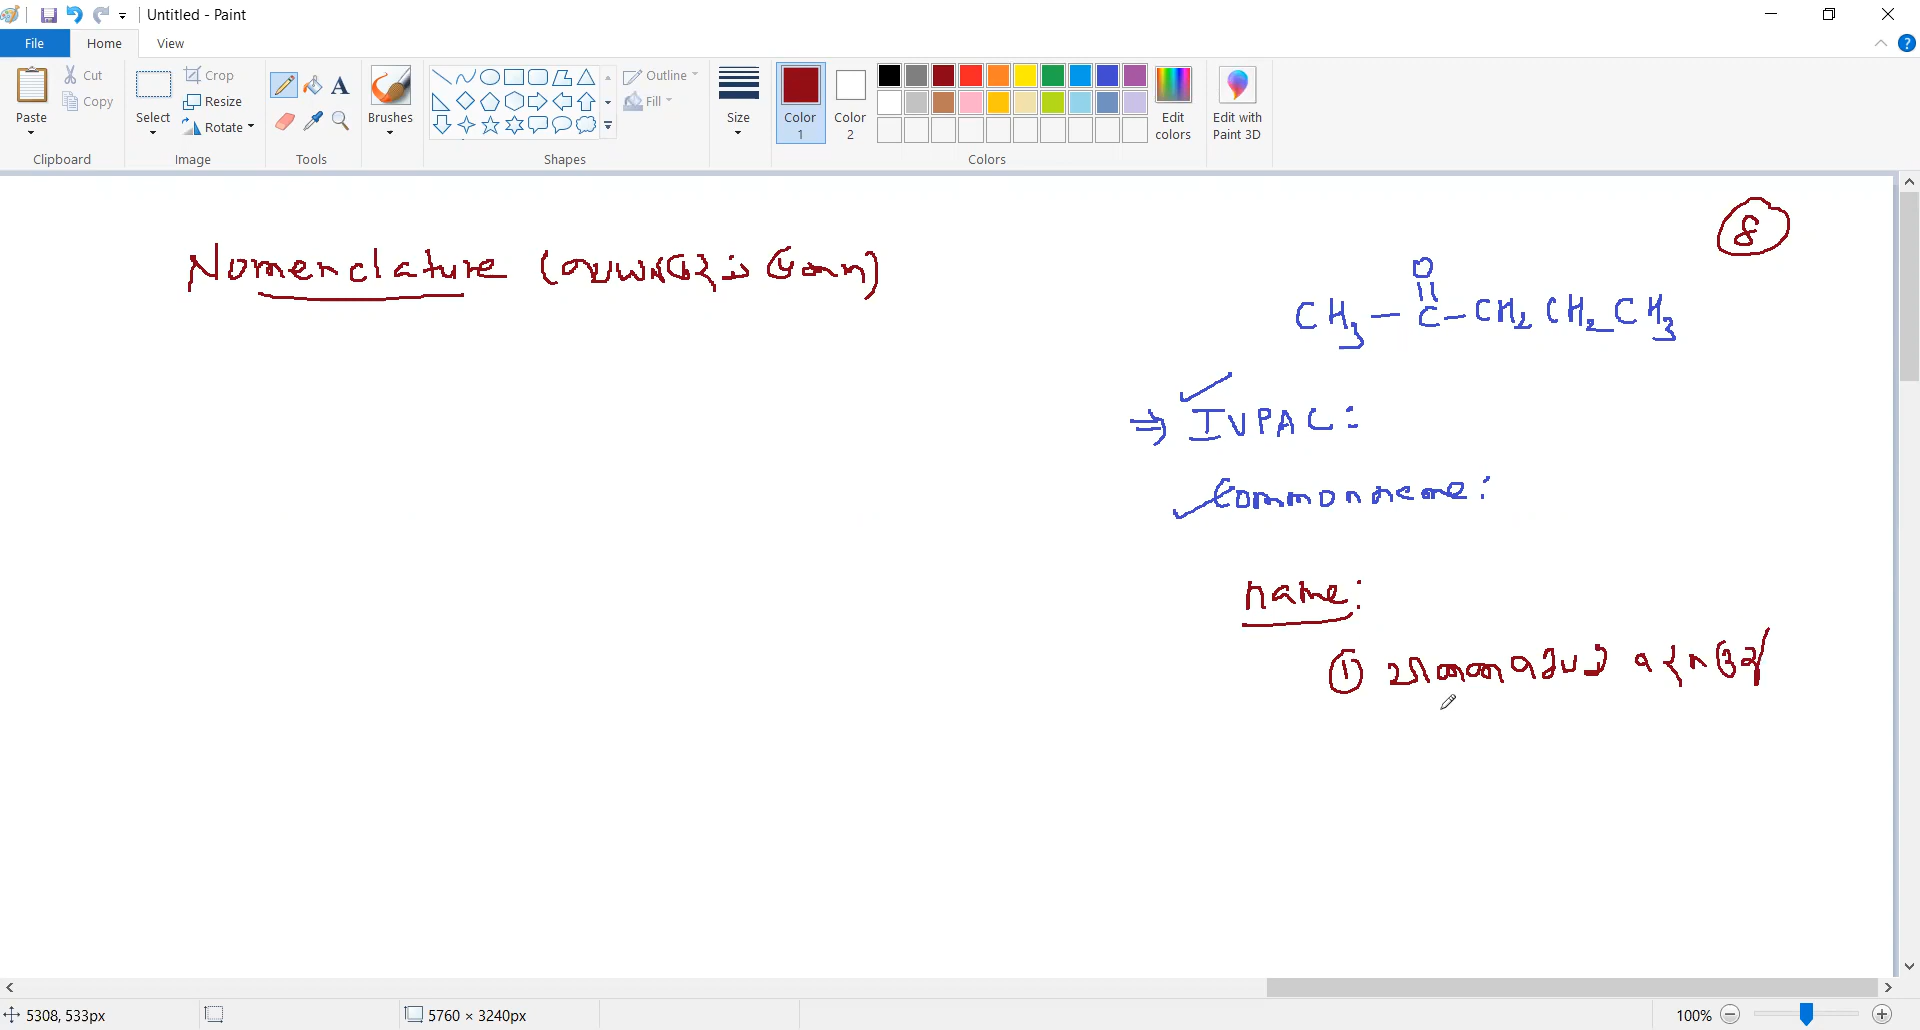 Untitled - Paint
File
Home
View
Paste
Cut
Copy
Clipboard
Select
Crop
Resize
Rotate
Image
Tools
Brushes
Shapes
Outline
Fill
Size
Color 1
Color 2
Colors
Edit colors
Edit with Paint 3D
8
Nomenclature
O
CH3 - C - CH2 CH2 CH3
⇒ IUPAC:
Common name:
name:
①
5308, 533px
5760 × 3240px
100%